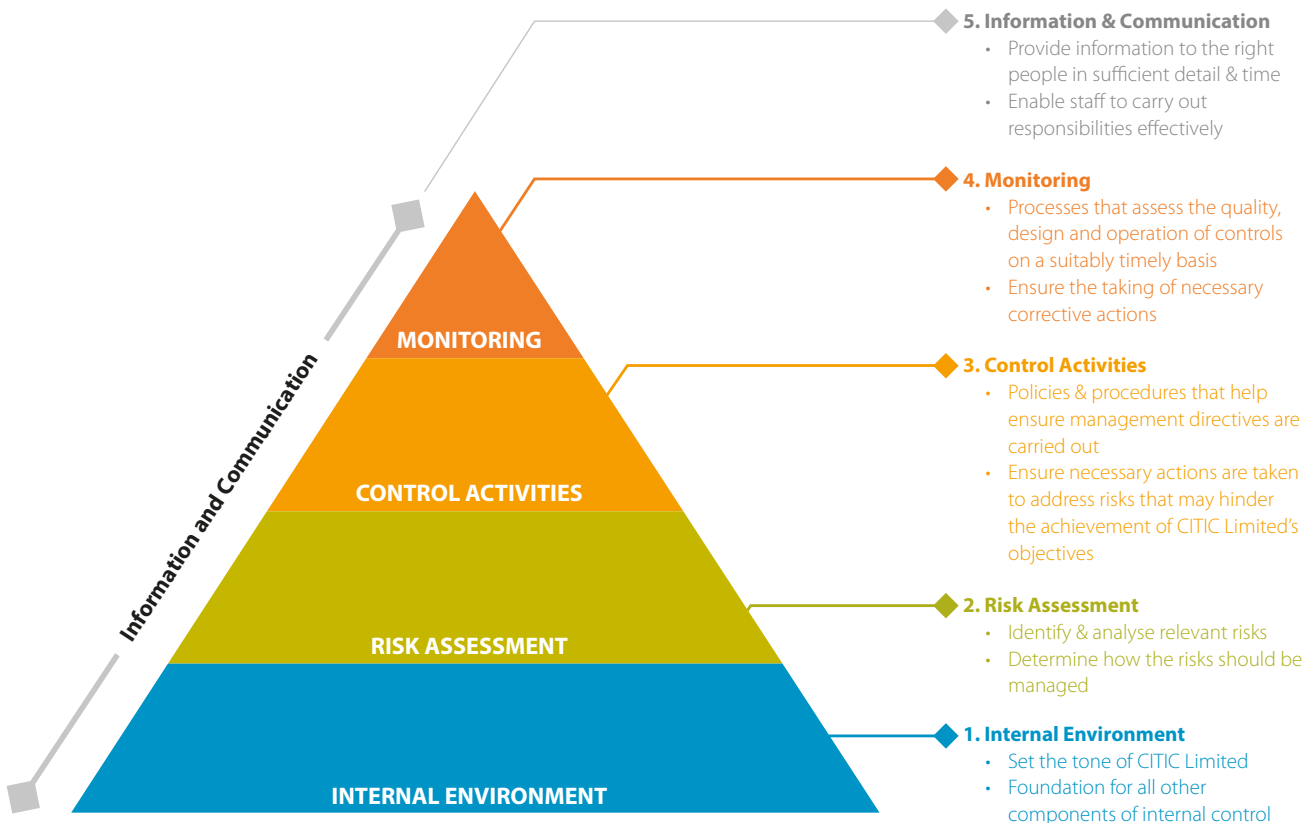 5. Information & Communication
• Provide information to the right
people in sufficient detail & time
• Enable staff to carry out
responsibilities effectively
4. Monitoring
• Processes that assess the quality,
design and operation of controls
on a suitably timely basis
• Ensure the taking of necessary
corrective actions
3. Control Activities
• Policies & procedures that help
ensure management directives are
carried out
• Ensure necessary actions are taken
to address risks that may hinder
the achievement of CITIC Limited's
objectives
2. Risk Assessment
• Identify & analyse relevant risks
• Determine how the risks should be
managed
1. Internal Environment
• Set the tone of CITIC Limited
• Foundation for all other
components of internal control
Information and Communication
MONITORING
CONTROL ACTIVITIES
RISK ASSESSMENT
INTERNAL ENVIRONMENT